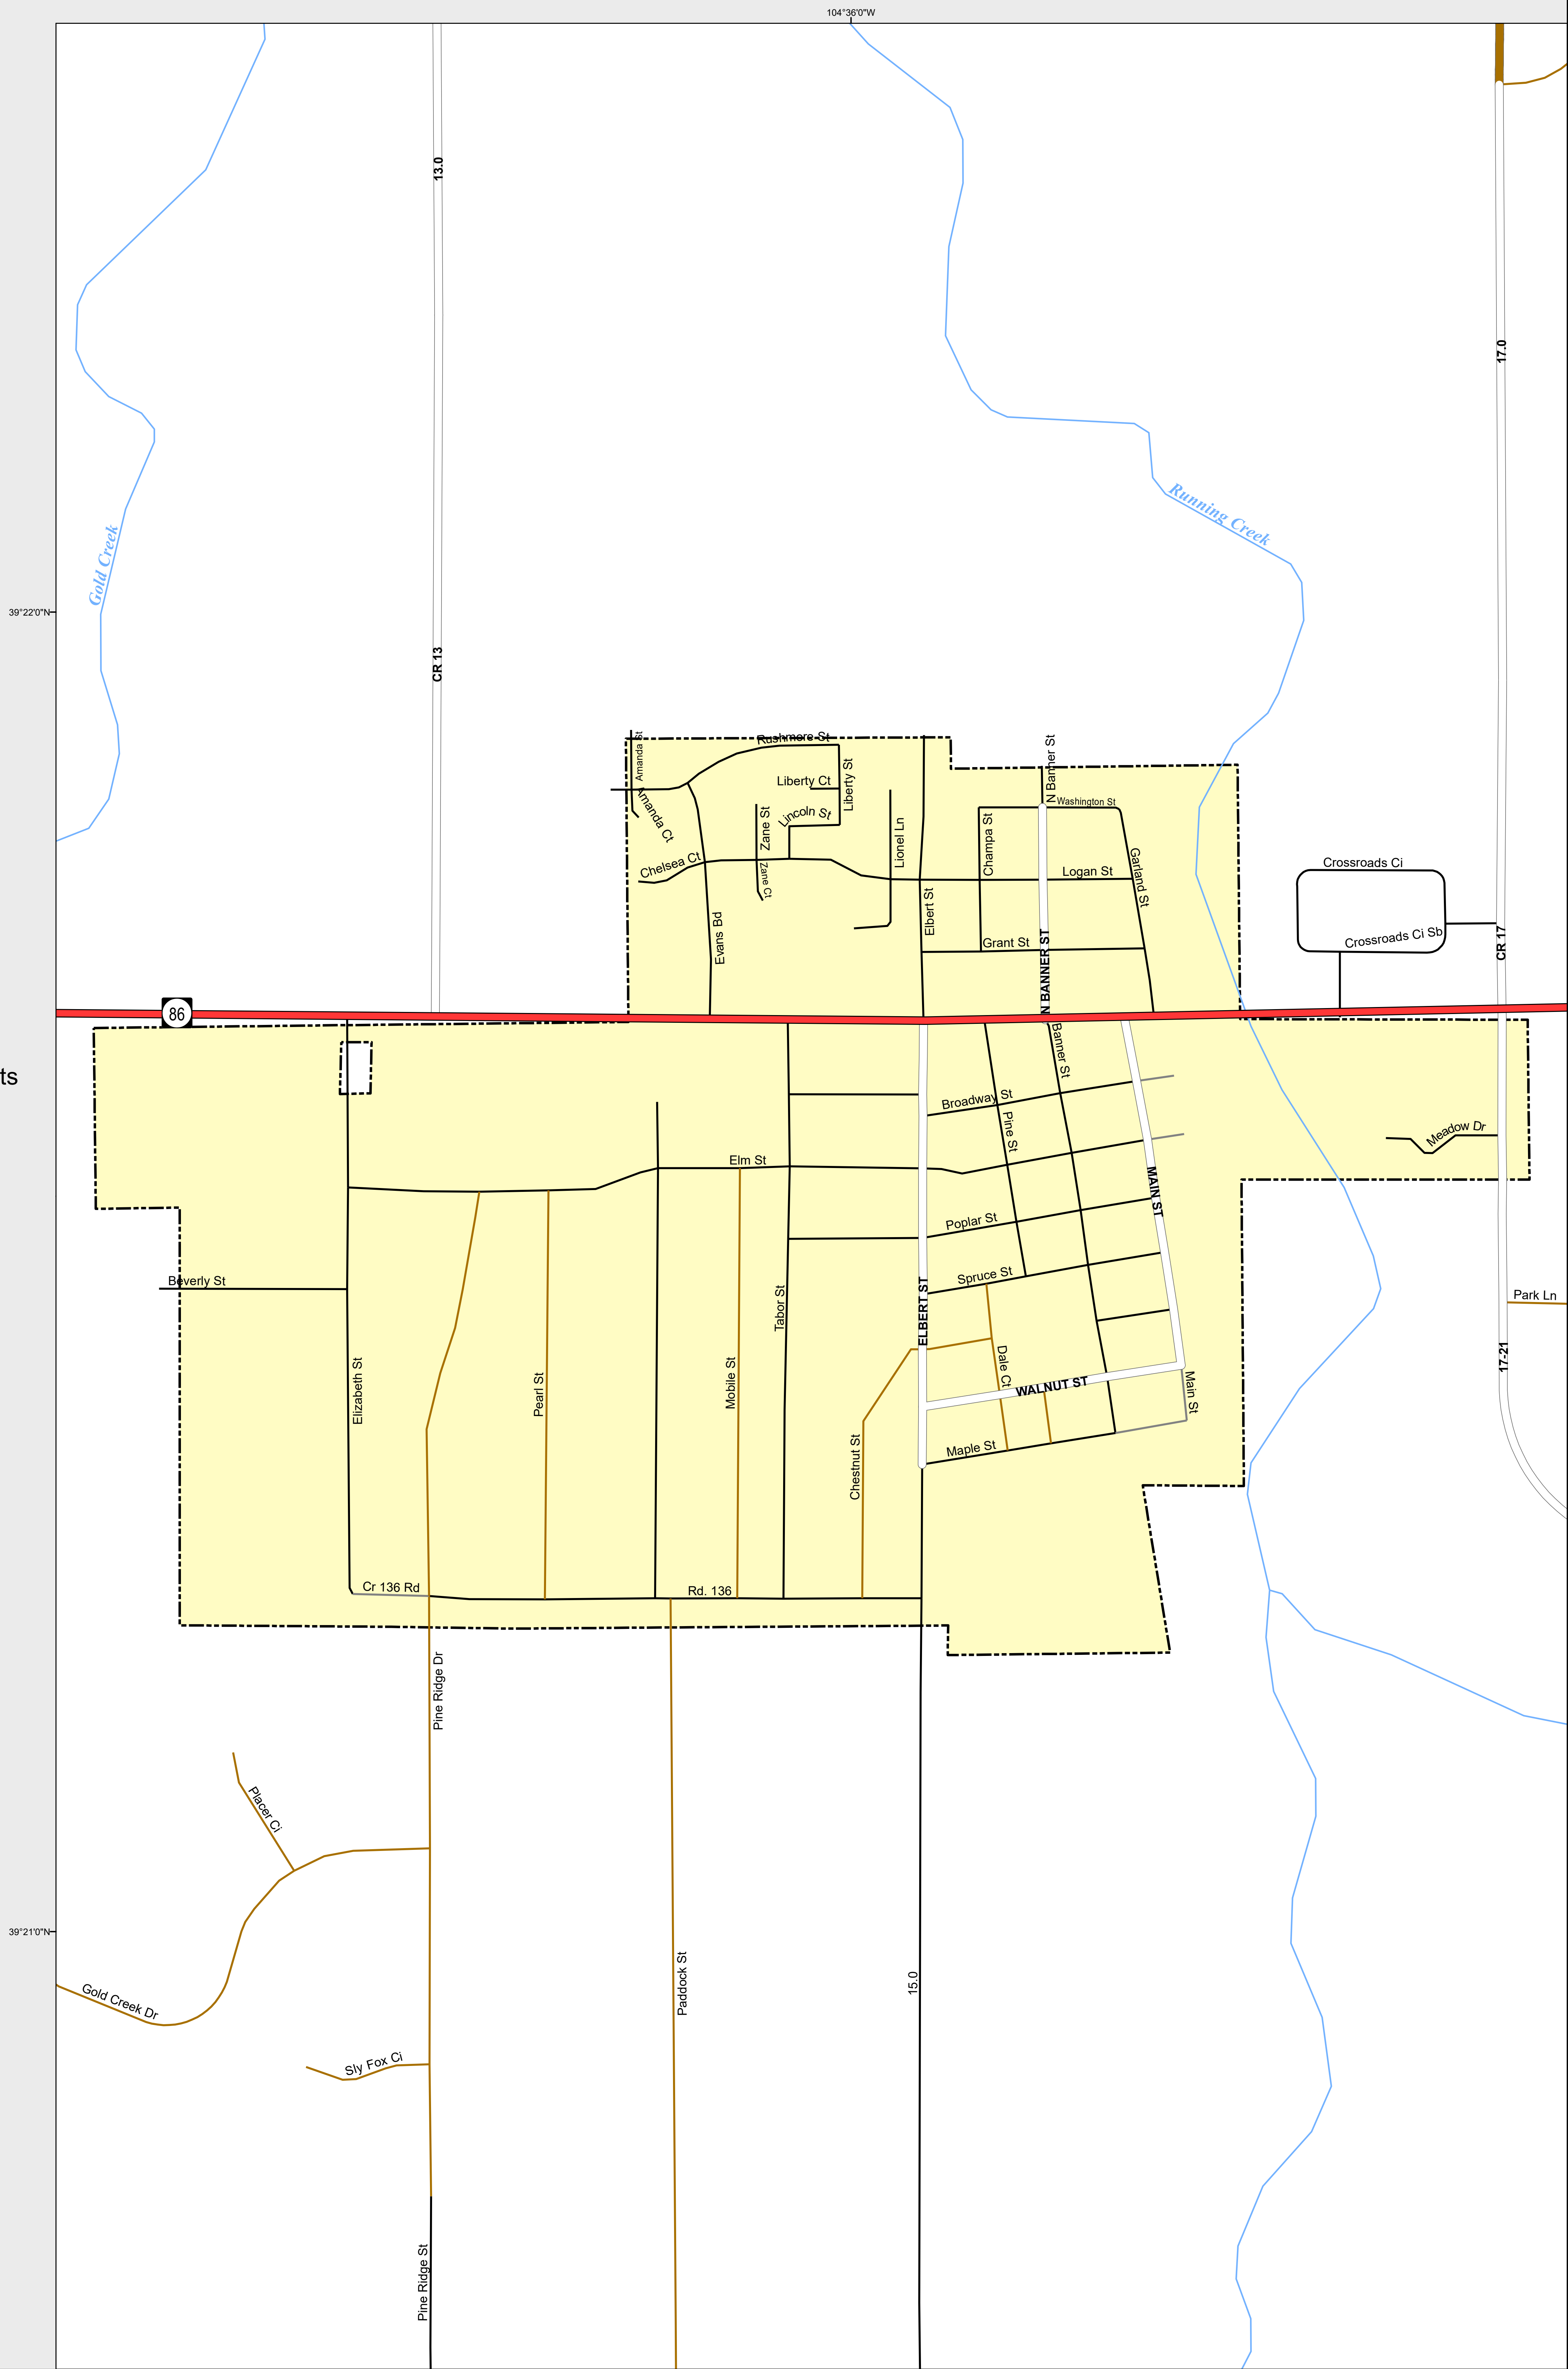 104°36'0"W
13.0
17.0
Gold Creek
Running Creek
39°22'0"N
CR 13
Amanda St
Rushmore St
N Banner St
Liberty Ct
Liberty St
Washington St
Amanda Ct
Zane St
Lincoln St
Lionel Ln
Champa St
Garland St
Chelsea Ct
Zane Ct
Logan St
Crossroads Ci
Evans Bd
Elbert St
Grant St
N BANNER ST
Crossroads Ci Sb
CR 17
86
ts
Banner St
Broadway St
Pine St
Meadow Dr
Elm St
MAIN ST
Poplar St
Beverly St
Spruce St
Tabor St
ELBERT ST
Park Ln
17-21
Elizabeth St
Pearl St
Mobile St
Dale Ct
WALNUT ST
Main St
Chestnut St
Maple St
Cr 136 Rd
Rd. 136
Pine Ridge Dr
Placer Ci
39°21'0"N
Paddock St
15.0
Gold Creek Dr
Sly Fox Ci
Pine Ridge St